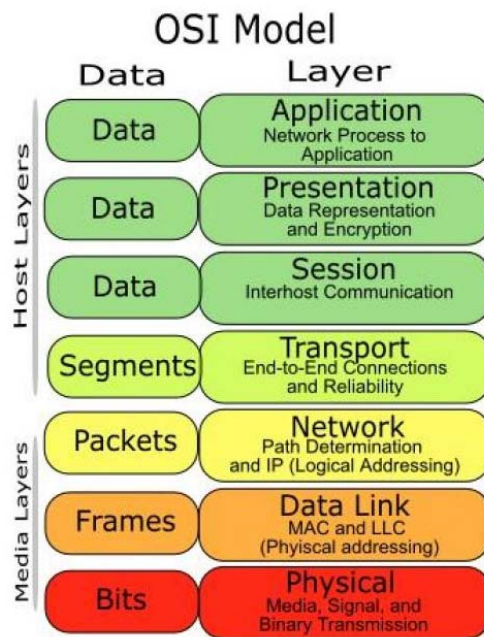 OSI Model
Data Layer
Host Layers
Data
Application
Network Process to
Application
Data
Presentation
Data Representation
and Encryption
Data
Session
Interhost Communication
Segments
Transport
End-to-End Connections
and Reliability
Media Layers
Packets
Network
Path Determination
and IP (Logical Addressing)
Frames
Data Link
MAC and LLC
(Phyiscal addressing)
Bits
Physical
Media, Signal, and
Binary Transmission